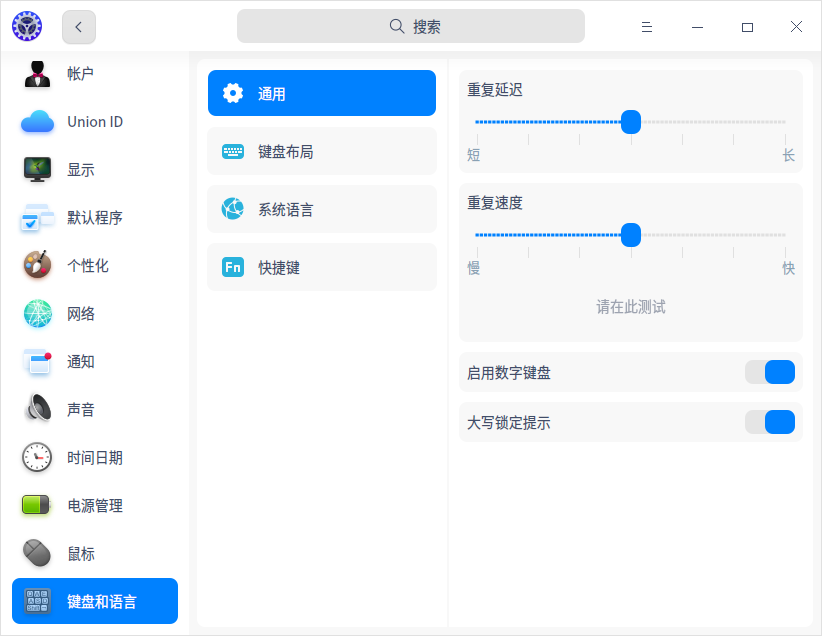 搜索
帐户
Union ID
显示
默认程序
个性化
网络
通知
声音
时间日期
电源管理
鼠标
键盘和语言
通用
键盘布局
系统语言
Fn 快捷键
重复延迟
短 长
重复速度
慢 快
请在此测试
启用数字键盘
大写锁定提示